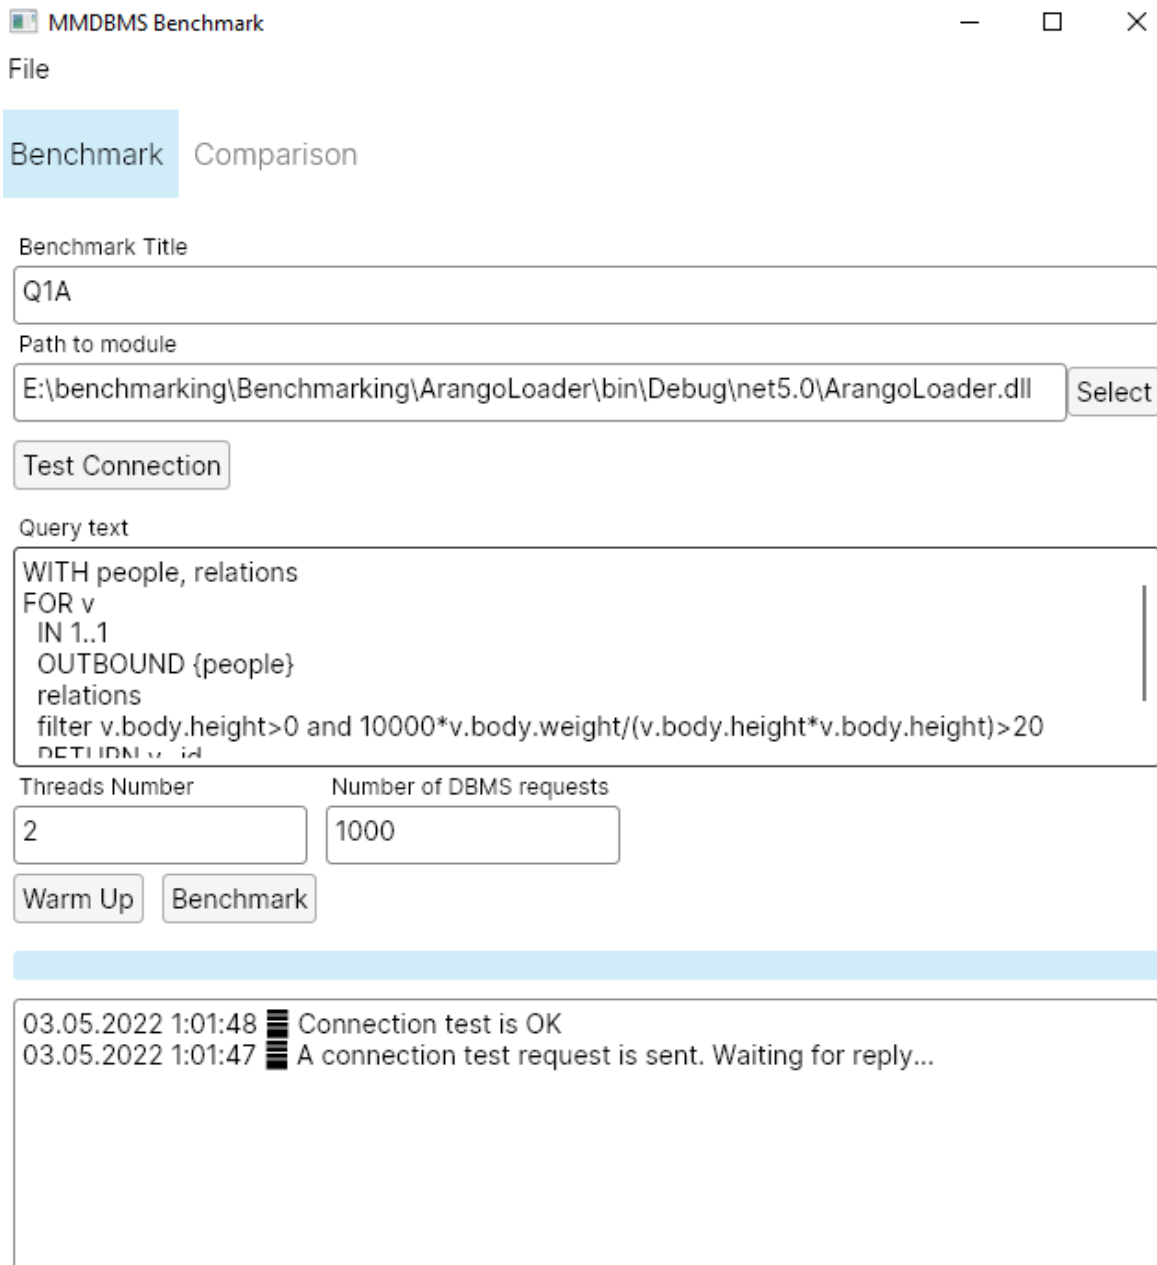 MMDBMS Benchmark
File
Benchmark Comparison
Benchmark Title
Q1A
Path to module
E:\benchmarking\Benchmarking\ArangoLoader\bin\Debug\net5.0\ArangoLoader.dll Select
Test Connection
Query text
WITH people, relations
FOR v
IN 1..1
OUTBOUND {people}
relations
filter v.body.height>0 and 10000*v.body.weight/(v.body.height*v.body.height)>20
RETURN v._id
Threads Number Number of DBMS requests
2 1000
Warm Up Benchmark
03.05.2022 1:01:48 Connection test is OK
03.05.2022 1:01:47 A connection test request is sent. Waiting for reply...